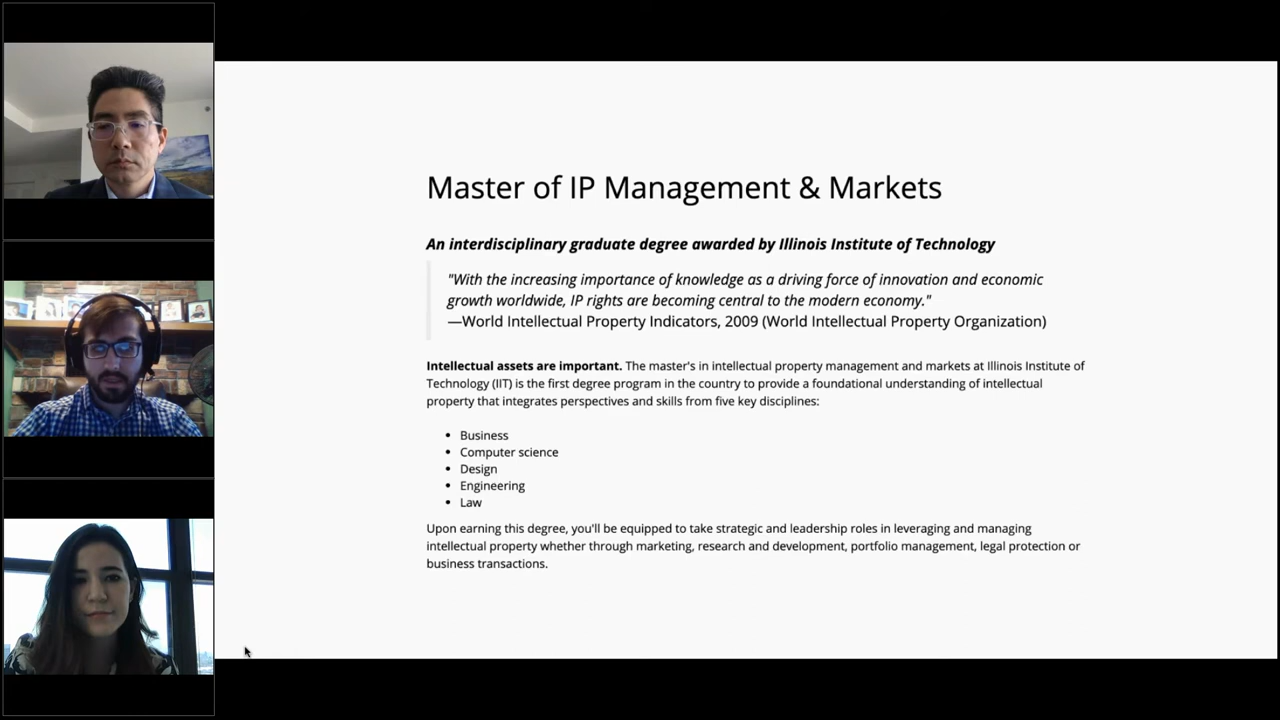 Master of IP Management & Markets
An interdisciplinary graduate degree awarded by Illinois Institute of Technology
"With the increasing importance of knowledge as a driving force of innovation and economic
growth worldwide, IP rights are becoming central to the modern economy."
—World Intellectual Property Indicators, 2009 (World Intellectual Property Organization)
Intellectual assets are important. The master's in intellectual property management and markets at Illinois Institute of
Technology (IIT) is the first degree program in the country to provide a foundational understanding of intellectual
property that integrates perspectives and skills from five key disciplines:
• Business
• Computer science
• Design
• Engineering
• Law
Upon earning this degree, you'll be equipped to take strategic and leadership roles in leveraging and managing
intellectual property whether through marketing, research and development, portfolio management, legal protection or
business transactions.